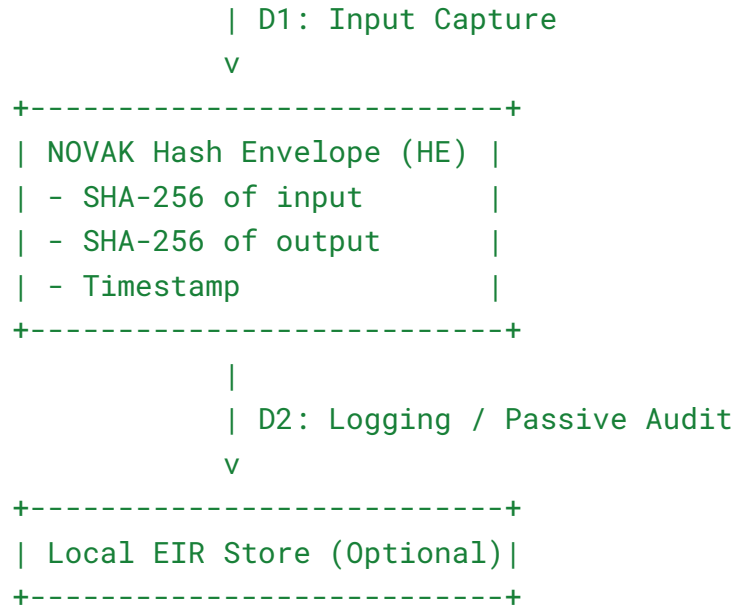 | D1: Input Capture
            v
+---------------------------+
| NOVAK Hash Envelope (HE) |
| - SHA-256 of input       |
| - SHA-256 of output      |
| - Timestamp              |
+---------------------------+
            |
            | D2: Logging / Passive Audit
            v
+---------------------------+
| Local EIR Store (Optional)|
+---------------------------+